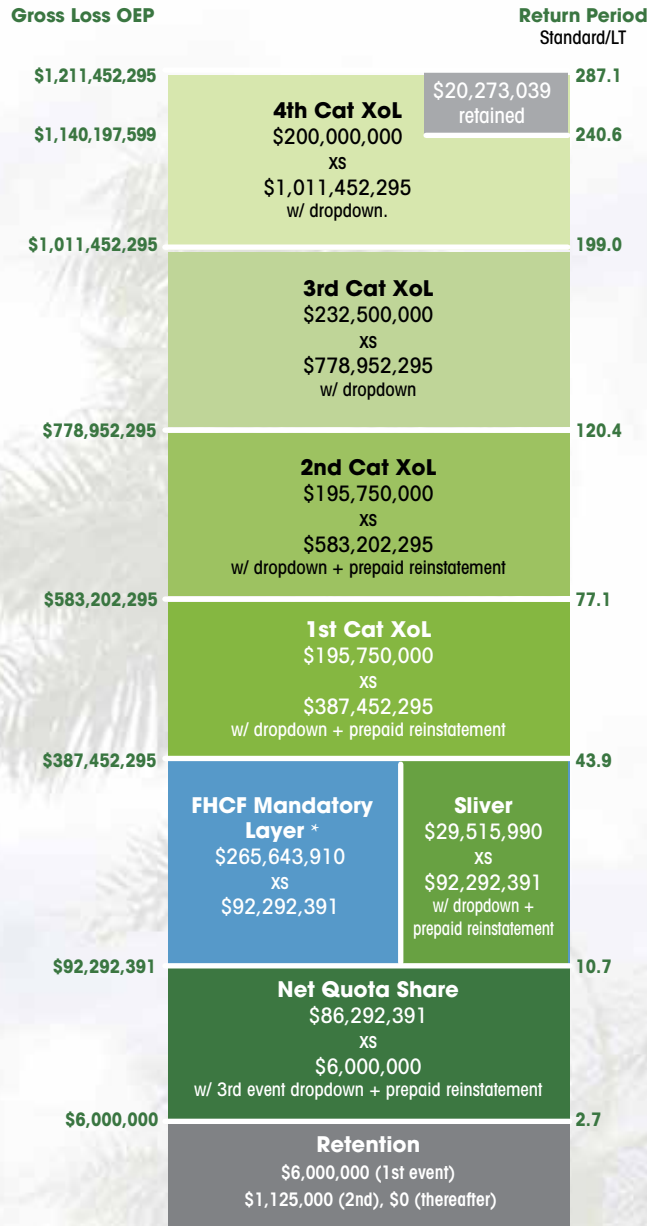 Gross Loss OEP
Return Period
Standard/LT
$1,211,452,295
287.1
$20,273,039
retained
4th Cat XoL
$200,000,000
xs
$1,011,452,295
w/ dropdown.
$1,140,197,599
240.6
$1,011,452,295
199.0
3rd Cat XoL
$232,500,000
xs
$778,952,295
w/ dropdown
$778,952,295
120.4
2nd Cat XoL
$195,750,000
xs
$583,202,295
w/ dropdown + prepaid reinstatement
$583,202,295
77.1
1st Cat XoL
$195,750,000
xs
$387,452,295
w/ dropdown + prepaid reinstatement
$387,452,295
43.9
FHCF Mandatory
Layer *
$265,643,910
xs
$92,292,391
Sliver
$29,515,990
xs
$92,292,391
w/ dropdown +
prepaid reinstatement
$92,292,391
10.7
Net Quota Share
$86,292,391
xs
$6,000,000
w/ 3rd event dropdown + prepaid reinstatement
$6,000,000
2.7
Retention
$6,000,000 (1st event)
$1,125,000 (2nd), $0 (thereafter)